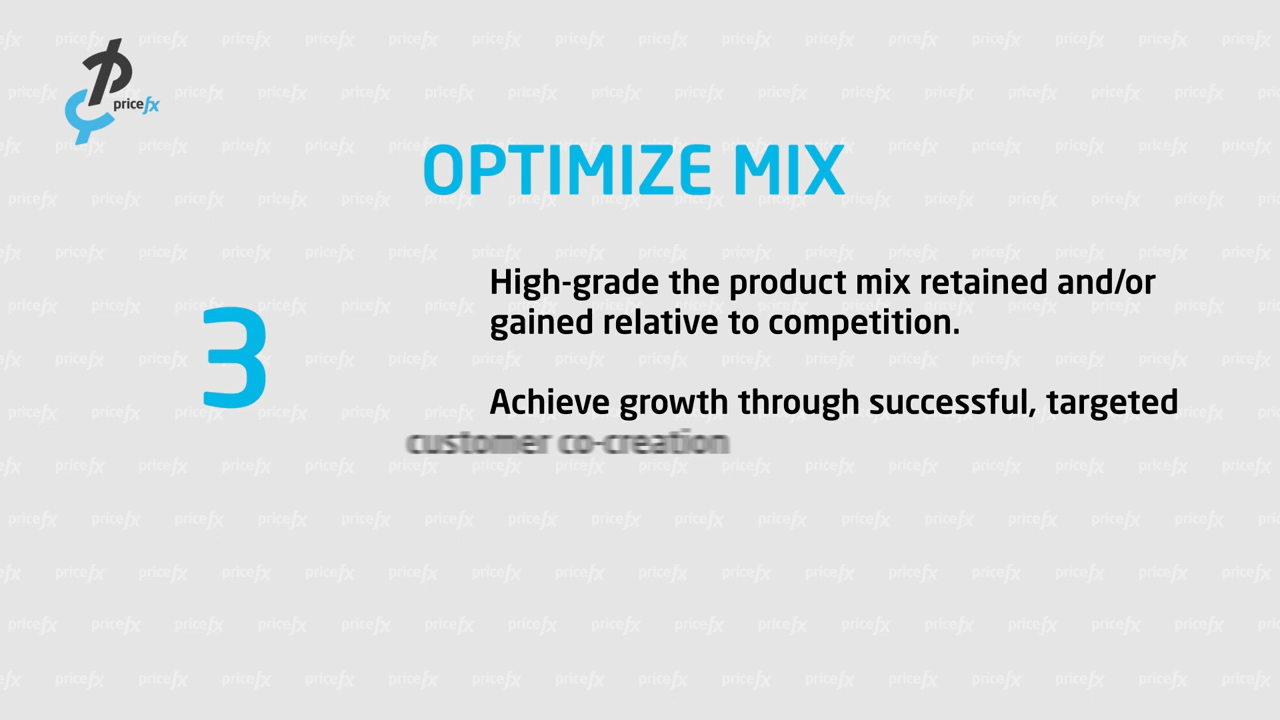 pricefx
OPTIMIZE MIX
3
High-grade the product mix retained and/or
gained relative to competition.
Achieve growth through successful, targeted
customer co-creation